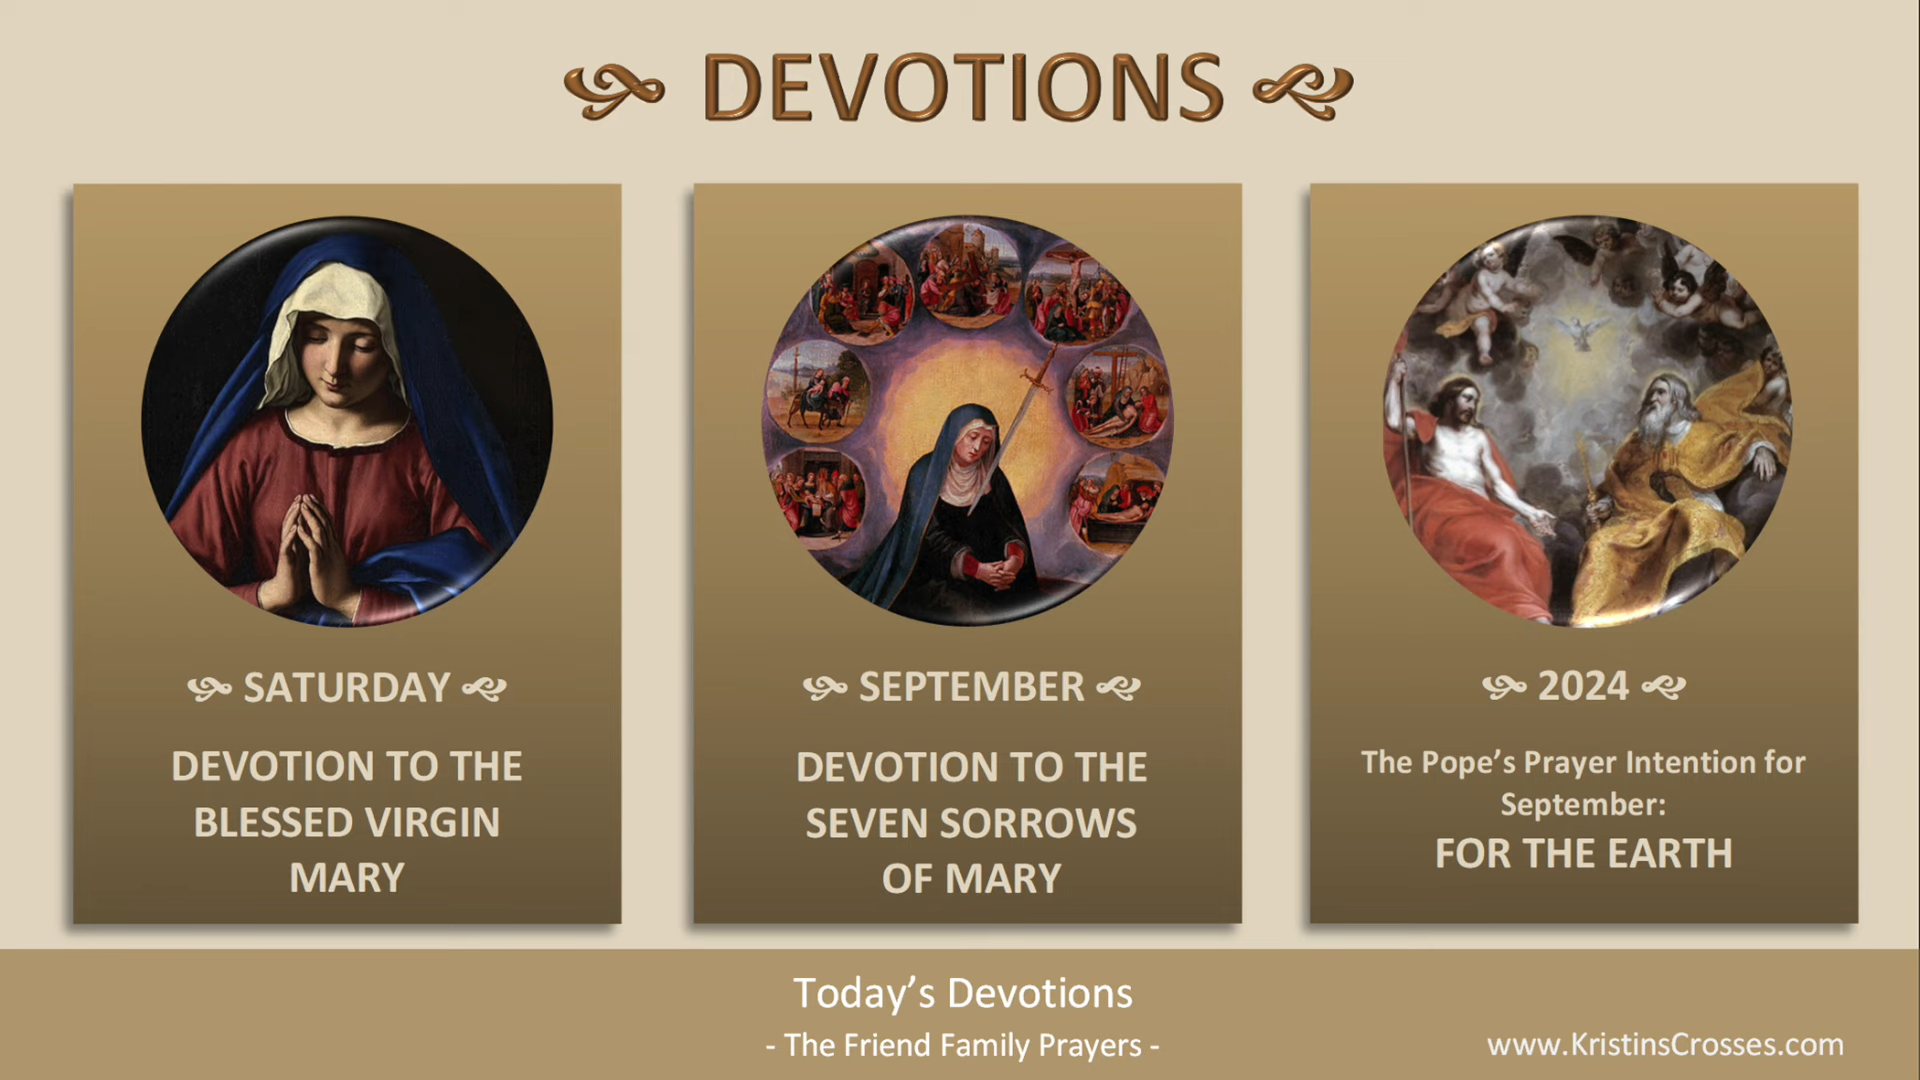 DEVOTIONS
SATURDAY
DEVOTION TO THE
BLESSED VIRGIN
MARY
SEPTEMBER
DEVOTION TO THE
SEVEN SORROWS
OF MARY
2024
The Pope’s Prayer Intention for
September:
FOR THE EARTH
Today’s Devotions
- The Friend Family Prayers -
www.KristinsCrosses.com